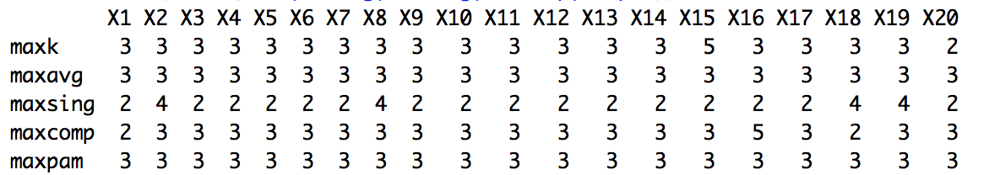 X1 X2 X3 X4 X5 X6 X7 X8 X9 X10 X11 X12 X13 X14 X15 X16 X17 X18 X19 X20
maxk 3 3 3 3 3 3 3 3 3 3 3 3 3 3 5 3 3 3 3 2
maxavg 3 3 3 3 3 3 3 3 3 3 3 3 3 3 3 3 3 3 3 3
maxsing 2 4 2 2 2 2 2 4 2 2 2 2 2 2 2 2 2 4 4 2
maxcomp 2 3 3 3 3 3 3 3 3 3 3 3 3 3 3 5 3 2 3 3
maxpam 3 3 3 3 3 3 3 3 3 3 3 3 3 3 3 3 3 3 3 3